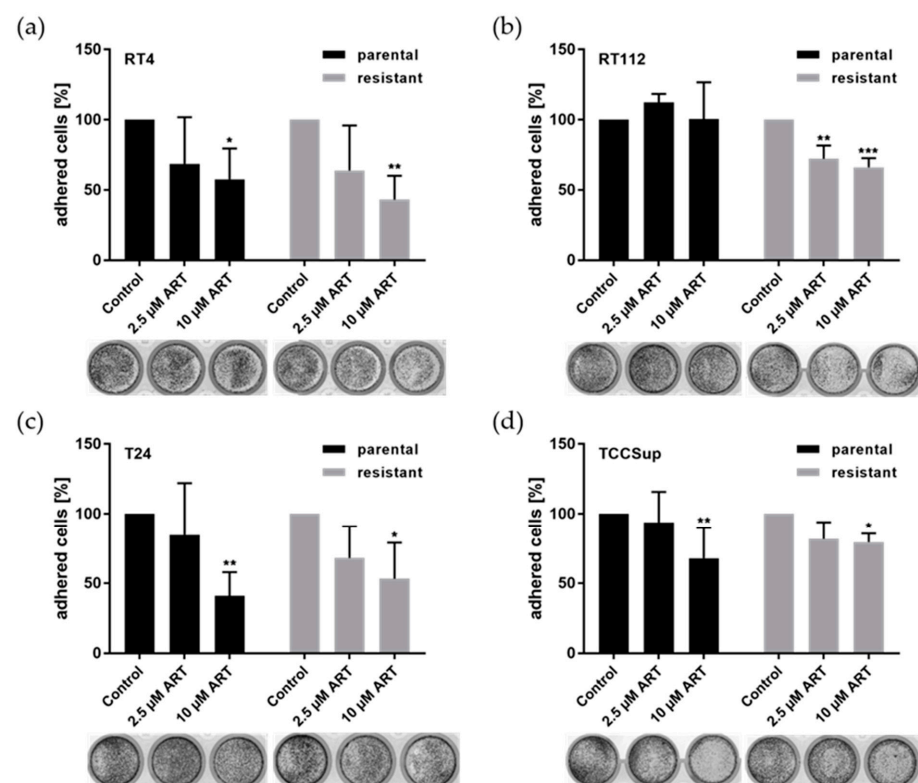 (a)
150
100
50
0
adhered cells [%]
RT4
parental
resistant
*
**
Control
2.5 µM ART
10 µM ART
Control
2.5 µM ART
10 µM ART
(b)
150
100
50
0
adhered cells [%]
RT112
parental
resistant
**
***
Control
2.5 µM ART
10 µM ART
Control
2.5 µM ART
10 µM ART
(c)
150
100
50
0
adhered cells [%]
T24
parental
resistant
**
*
Control
2.5 µM ART
10 µM ART
Control
2.5 µM ART
10 µM ART
(d)
150
100
50
0
adhered cells [%]
TCCSup
parental
resistant
**
*
Control
2.5 µM ART
10 µM ART
Control
2.5 µM ART
10 µM ART